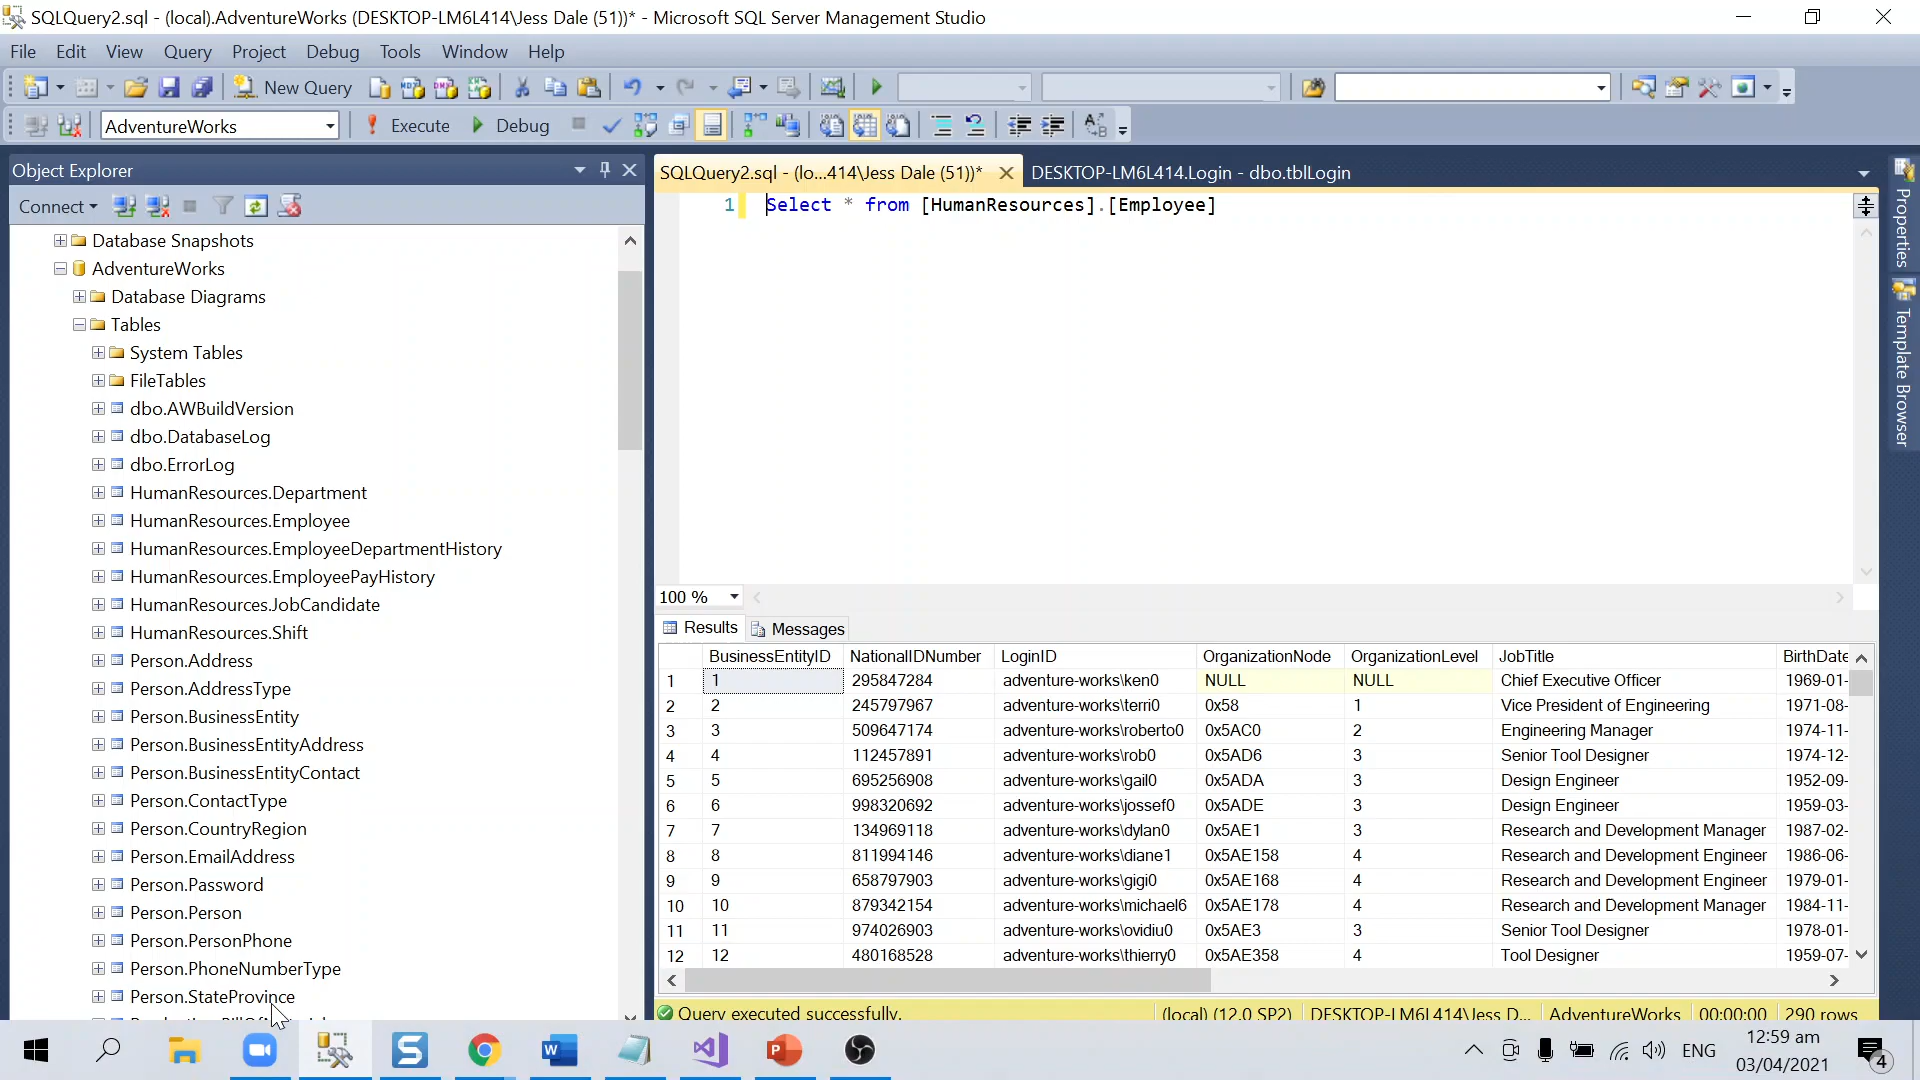 SQLQuery2.sql - (local).AdventureWorks (DESKTOP-LM6L414\Jess Dale (51))* - Microsoft SQL Server Management Studio
File Edit View Query Project Debug Tools Window Help
New Query
AdventureWorks Execute Debug
Object Explorer
Connect
Database Snapshots
AdventureWorks
Database Diagrams
Tables
System Tables
FileTables
dbo.AWBuildVersion
dbo.DatabaseLog
dbo.ErrorLog
HumanResources.Department
HumanResources.Employee
HumanResources.EmployeeDepartmentHistory
HumanResources.EmployeePayHistory
HumanResources.JobCandidate
HumanResources.Shift
Person.Address
Person.AddressType
Person.BusinessEntity
Person.BusinessEntityAddress
Person.BusinessEntityContact
Person.ContactType
Person.CountryRegion
Person.EmailAddress
Person.Password
Person.Person
Person.PersonPhone
Person.PhoneNumberType
Person.StateProvince
SQLQuery2.sql - (lo...414\Jess Dale (51))* DESKTOP-LM6L414.Login - dbo.tblLogin
1 Select * from [HumanResources].[Employee]
100 %
Results Messages
BusinessEntityID NationalIDNumber LoginID OrganizationNode OrganizationLevel JobTitle BirthDate
1 1 295847284 adventure-works\ken0 NULL NULL Chief Executive Officer 1969-01-
2 2 245797967 adventure-works\terri0 0x58 1 Vice President of Engineering 1971-08-
3 3 509647174 adventure-works\roberto0 0x5AC0 2 Engineering Manager 1974-11-
4 4 112457891 adventure-works\rob0 0x5AD6 3 Senior Tool Designer 1974-12-
5 5 695256908 adventure-works\gail0 0x5ADA 3 Design Engineer 1952-09-
6 6 998320692 adventure-works\jossef0 0x5ADE 3 Design Engineer 1959-03-
7 7 134969118 adventure-works\dylan0 0x5AE1 3 Research and Development Manager 1987-02-
8 8 811994146 adventure-works\diane1 0x5AE158 4 Research and Development Engineer 1986-06-
9 9 658797903 adventure-works\gigi0 0x5AE168 4 Research and Development Engineer 1979-01-
10 10 879342154 adventure-works\michael6 0x5AE178 4 Research and Development Manager 1984-11-
11 11 974026903 adventure-works\ovidiu0 0x5AE3 3 Senior Tool Designer 1978-01-
12 12 480168528 adventure-works\thierry0 0x5AE358 4 Tool Designer 1959-07-
Query executed successfully. (local) (12.0 SP2) DESKTOP-LM6L414\Jess D... AdventureWorks 00:00:00 290 rows
Properties
Template Browser
ENG
12:59 am
03/04/2021
4